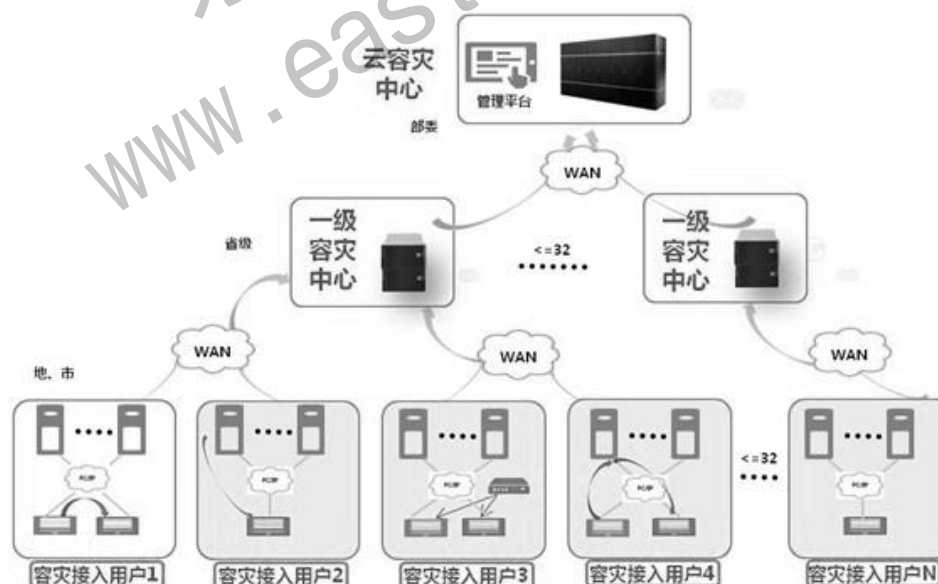 www.east
云容灾
中心
管理平台
部委
WAN
一级
容灾
中心
省级
<=32
一级
容灾
中心
WAN
WAN
WAN
地、市
<=32
容灾接入用户1
容灾接入用户2
容灾接入用户3
容灾接入用户4
容灾接入用户N